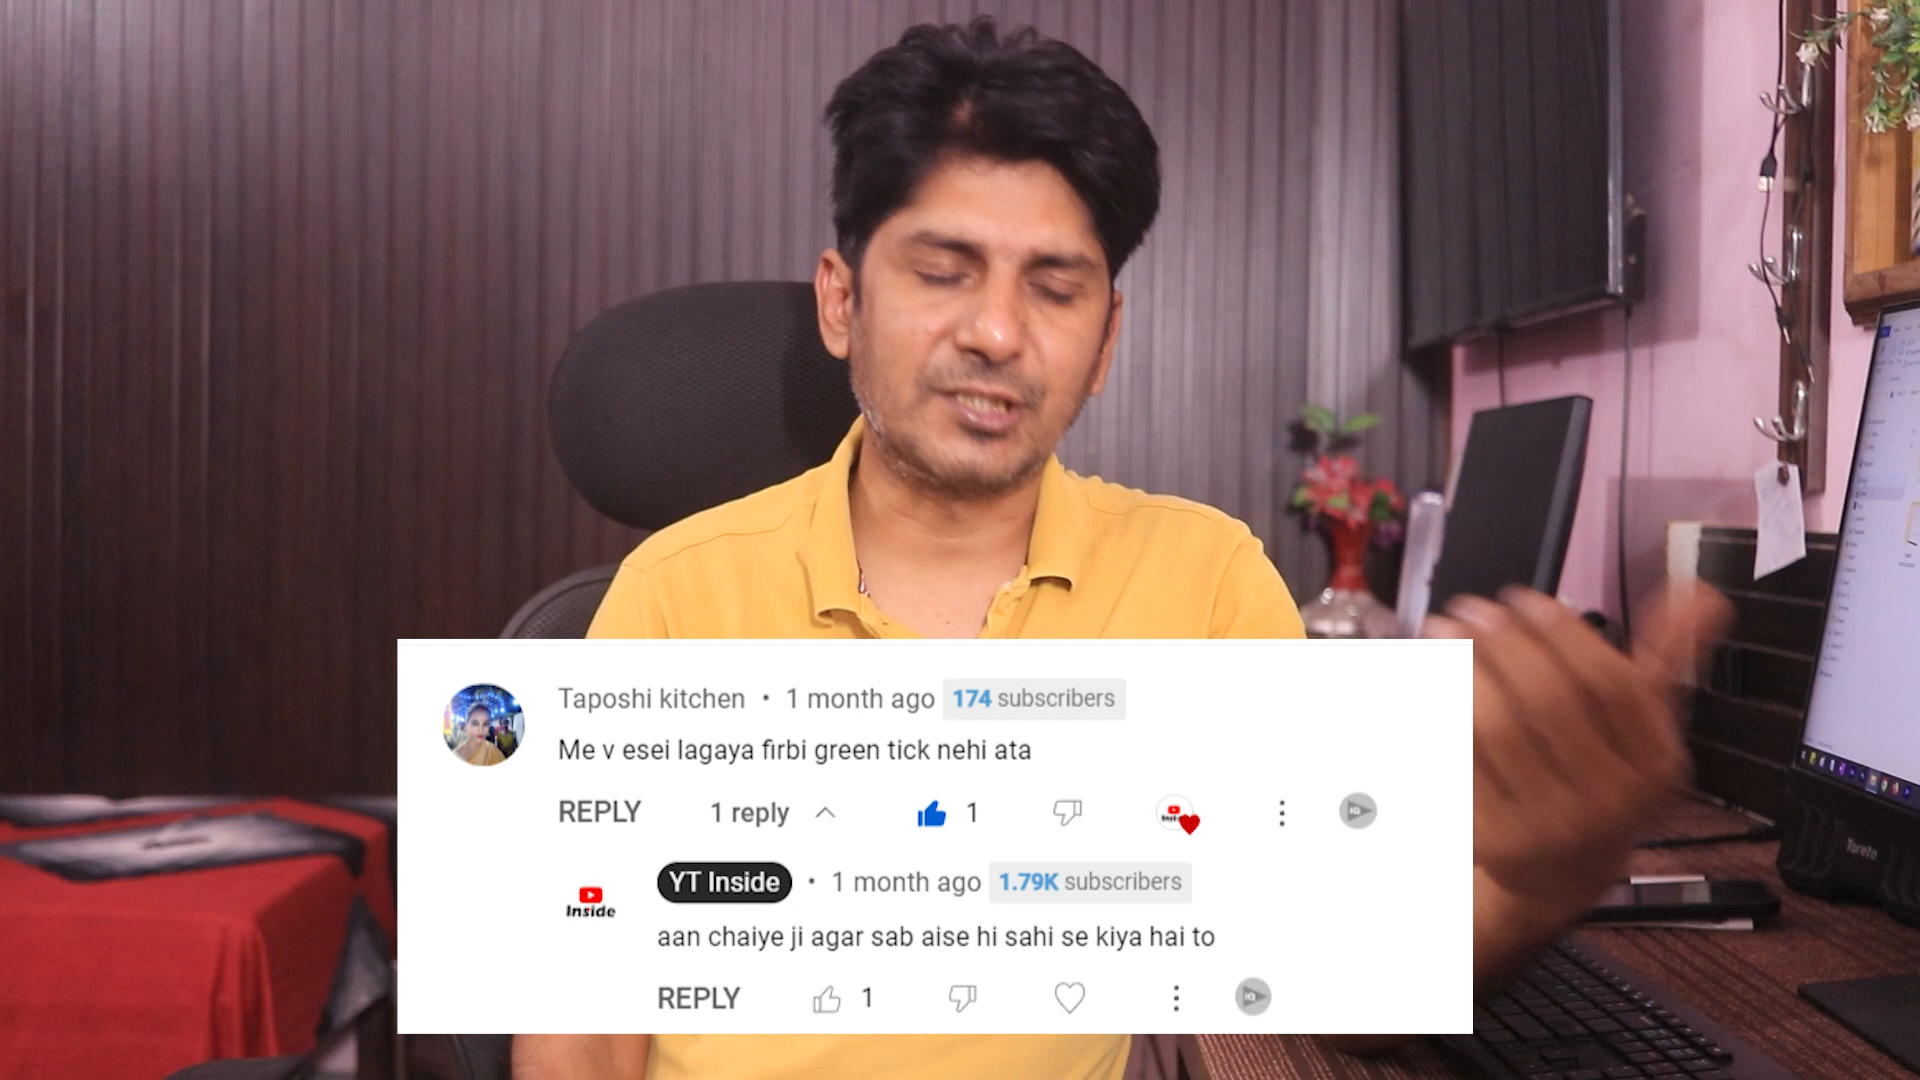 Taposhi kitchen • 1 month ago 174 subscribers
Me v esei lagaya firbi green tick nehi ata
REPLY 1 reply 1
YT Inside • 1 month ago 1.79K subscribers
Inside
aan chaiye ji agar sab aise hi sahi se kiya hai to
REPLY 1
Toreto